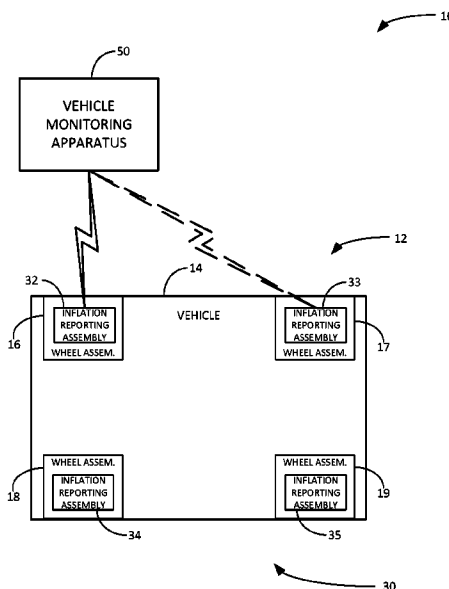 10
50
VEHICLE
MONITORING
APPARATUS
12
14
32
33
VEHICLE
INFLATION
REPORTING
ASSEMBLY
INFLATION
REPORTING
ASSEMBLY
16
WHEEL ASSEM.
WHEEL ASSEM.
17
WHEEL ASSEM.
WHEEL ASSEM.
18
INFLATION
REPORTING
ASSEMBLY
INFLATION
REPORTING
ASSEMBLY
19
34
35
30